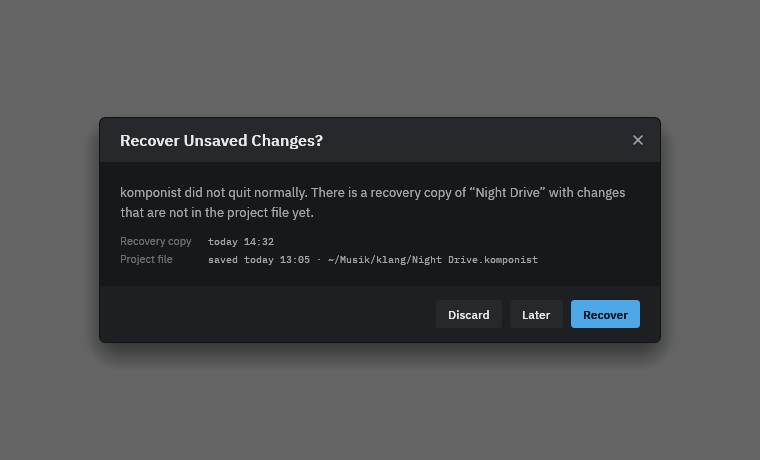 Recover Unsaved Changes?
komponist did not quit normally. There is a recovery copy of “Night Drive” with changes
that are not in the project file yet.
Recovery copy today 14:32
Project file saved today 13:05 · ~/Musik/klang/Night Drive.komponist
Discard Later Recover